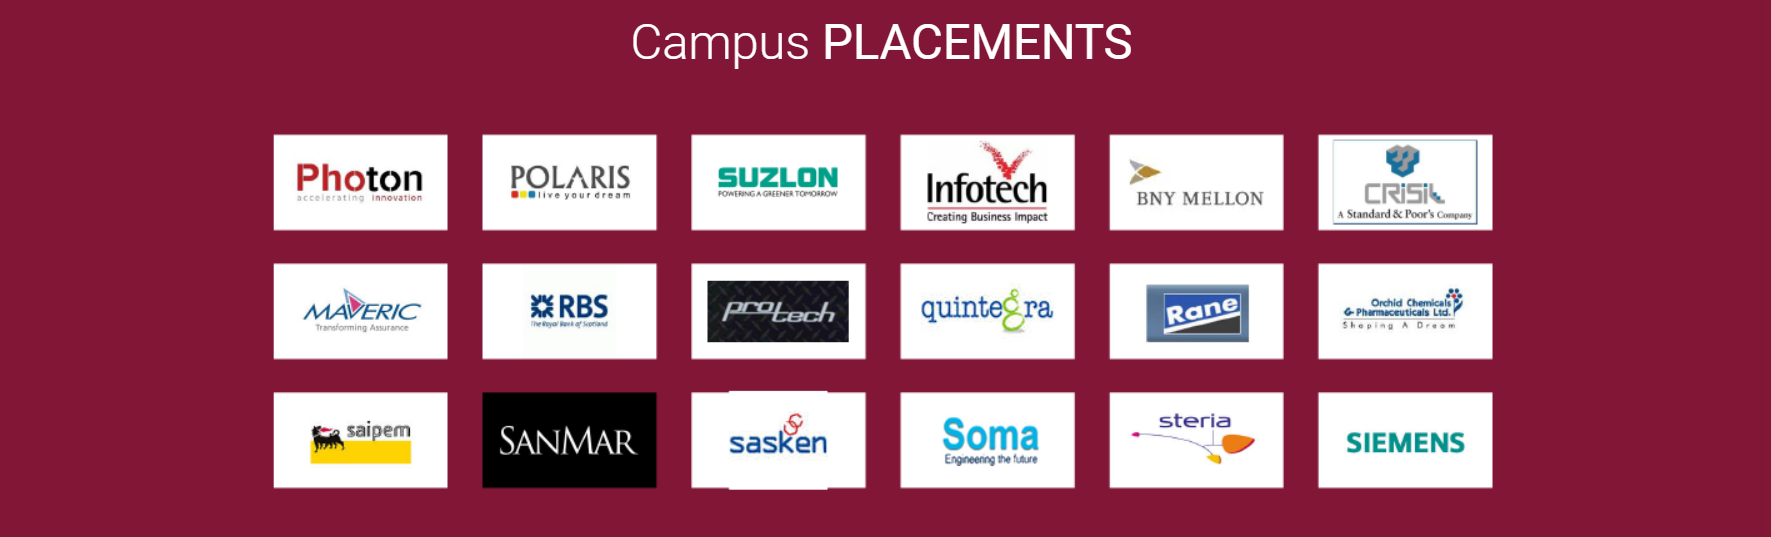 Campus PLACEMENTS
Photon
accelerating innovation
POLARIS
live your dream
SUZLON
POWERING A GREENER TOMORROW
Infotech
Creating Business Impact
BNY MELLON
CRISIL
A Standard & Poor's Company
MAVERIC
Transforming Assurance
RBS
The Royal Bank of Scotland
protech
quintegra
Rane
Orchid Chemicals
& Pharmaceuticals Ltd.
Shaping A Dream
saipem
SANMAR
sasken
Soma
Engineering the future
steria
SIEMENS